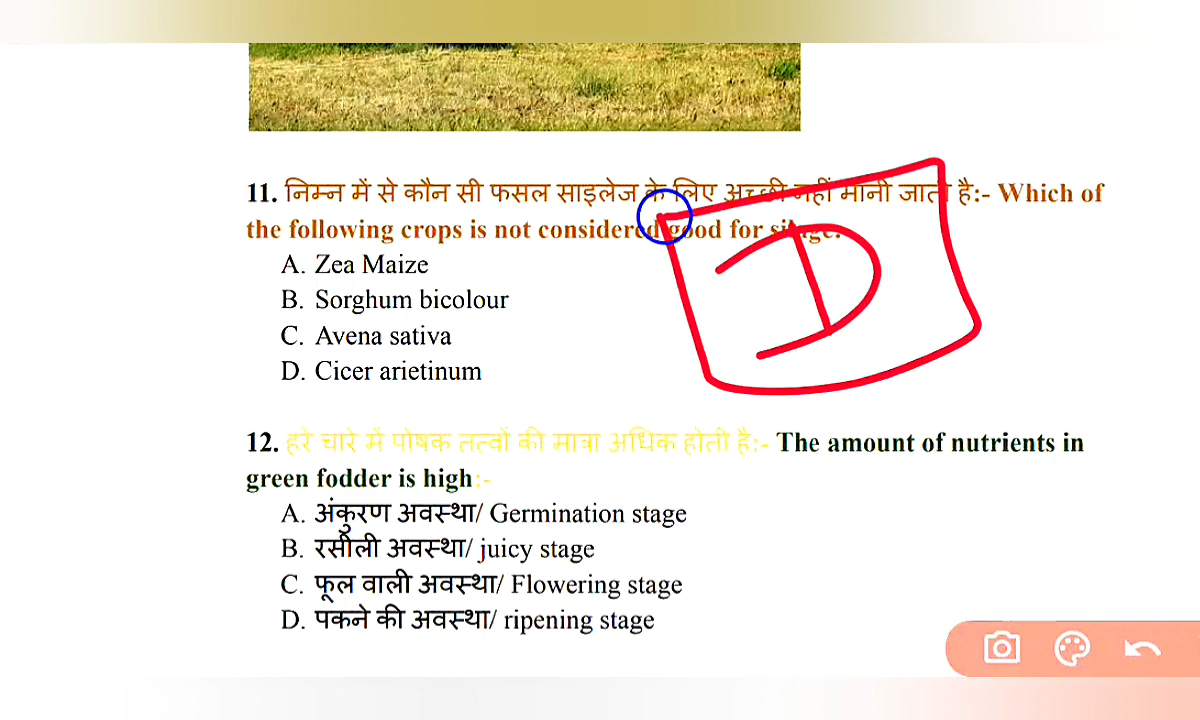 11. निम्न में से कौन सी फसल साइलेज के लिए अच्छी नहीं मानी जाती है:- Which of
the following crops is not considered good for silage:
A. Zea Maize
B. Sorghum bicolour
C. Avena sativa
D. Cicer arietinum
D
12. हरे चारे में पोषक तत्वों की मात्रा अधिक होती है:- The amount of nutrients in
green fodder is high:-
A. अंकुरण अवस्था/ Germination stage
B. रसीली अवस्था/ juicy stage
C. फूल वाली अवस्था/ Flowering stage
D. पकने की अवस्था/ ripening stage